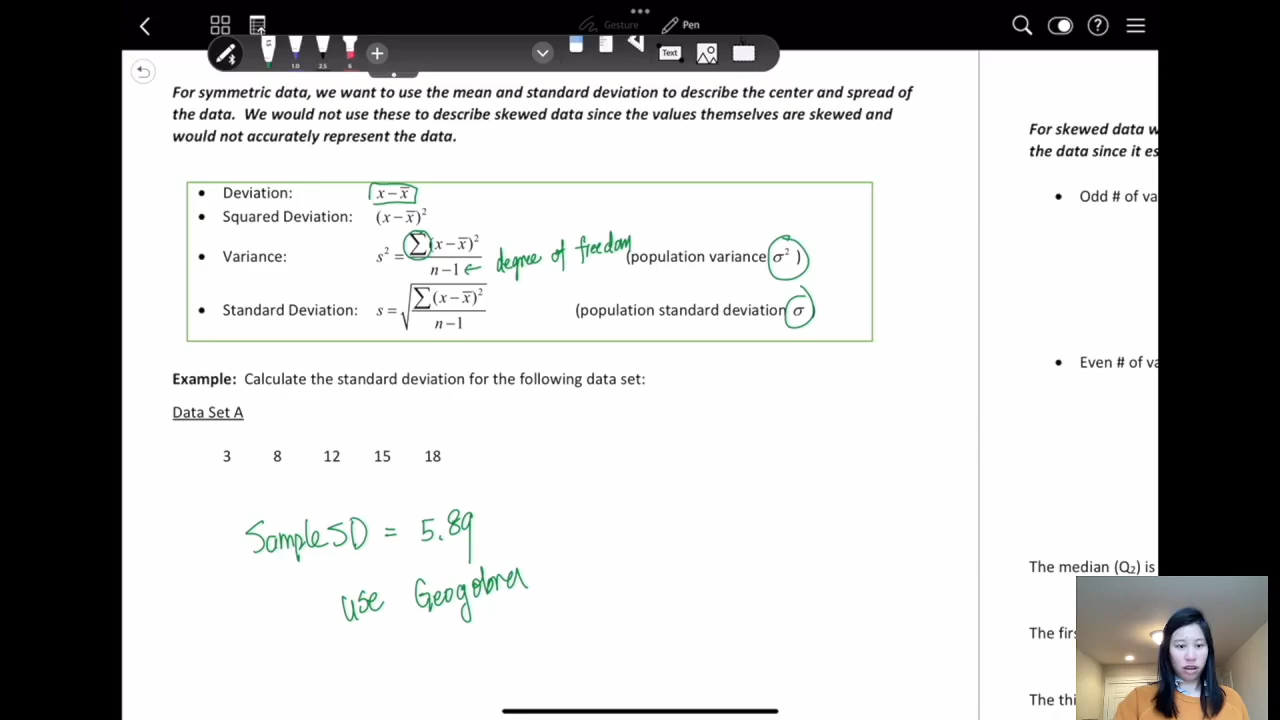 Gesture Pen
1.0 2.5 6 Text
For symmetric data, we want to use the mean and standard deviation to describe the center and spread of
the data. We would not use these to describe skewed data since the values themselves are skewed and
would not accurately represent the data.
• Deviation: x − x̄
• Squared Deviation: (x − x̄)²
• Variance: s² = ∑(x − x̄)² / n − 1 ← degree of freedom (population variance σ² )
• Standard Deviation: s = √(∑(x − x̄)² / n − 1) (population standard deviation σ )
Example: Calculate the standard deviation for the following data set:
Data Set A
3 8 12 15 18
Sample SD = 5.89
use Geogebra
For skewed data w
the data since it es
• Odd # of va
• Even # of va
The median (Q₂) is
The firs
The thi